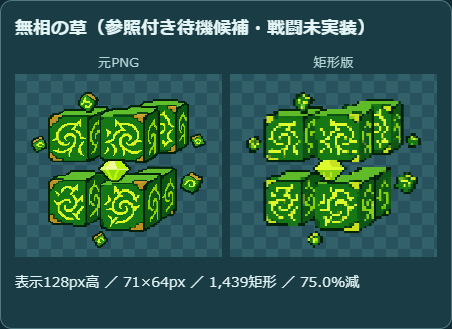 無相の草（参照付き待機候補・戦闘未実装）
元PNG
矩形版
表示128px高 ／ 71×64px ／ 1,439矩形 ／ 75.0%減